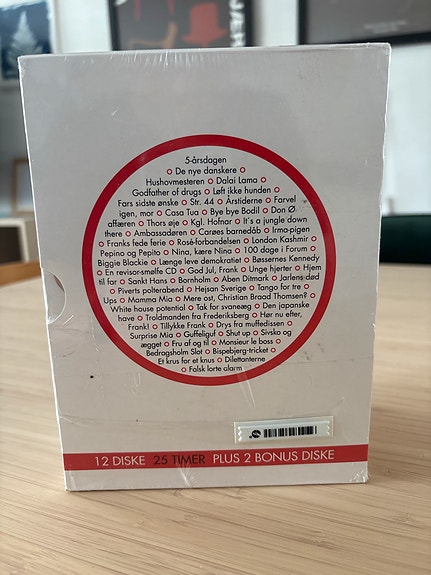 5-årsdagen
O De nye danskere O
Hushovmesteren O Dalai Lama O
Godfather of drugs O Løft ikke hunden O
Fars sidste ønske O Str. 44 O Årstiderne O Farvel
igen, mor O Casa Tua O Bye bye Bodil O Don Ø
affæren O Thors øje O Kgl. Hofnar O It's a jungle down
there O Ambassadøren O Carøes barnedåb O Irma-pigen
O Franks fede ferie O Rosé-forbandelsen O London Kashmir O
Pepino og Pepito O Nina, kære Nina O 100 dage i Forum O
Biggie Blackie O Længe leve demokratiet O Bøssernes Kennedy
O En revisor-smølfe CD O God Jul, Frank O Unge hjerter O Hjem
til far O Sankt Hans O Bornholm O Aben Ditmark O Jarlens død
O Piverts polterabend O Hejsan Sverige O Tango for tre O
Ups O Mamma Mia O Mere ost, Christian Braad Thomsen? O
White house potential O Tak for svaneæg O Den japanske
have O Troldmanden fra Frederiksberg O Hør nu efter,
Frank! O Tillykke Frank O Drys fra muffedissen O
Surprise Mia O Guffeliguf O Shut up O Sivsko og
ægget O Fru af og til O Monsieur le boss O
Bedragsholm Slot O Bispebjerg-tricket O
Et krus for et knus O Dilettanterne
O Falsk lorte alarm
12 DISKE 25 TIMER PLUS 2 BONUS DISKE